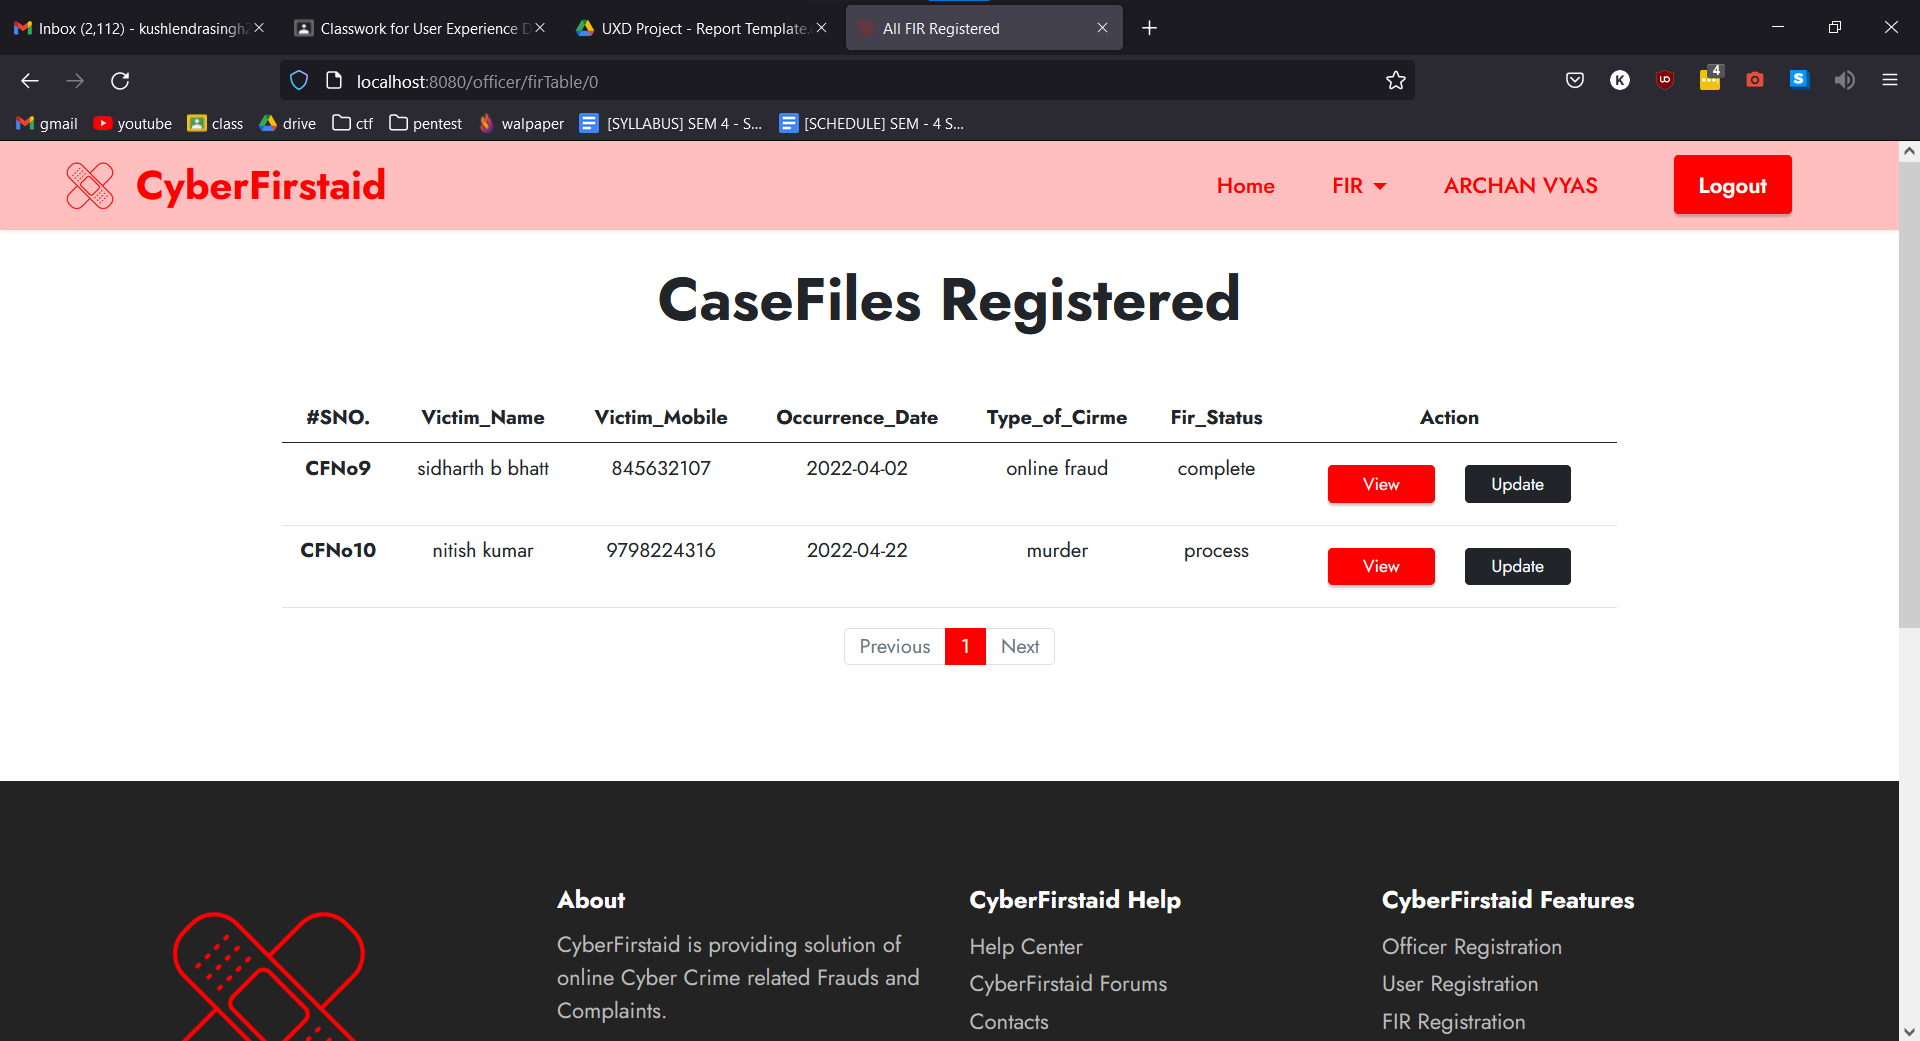 Inbox (2,112) - kushlendrasingh2
Classwork for User Experience D
UXD Project - Report Template.
All FIR Registered
localhost:8080/officer/firTable/0
K
UO
4
S
gmail
youtube
class
drive
ctf
pentest
walpaper
[SYLLABUS] SEM 4 - S...
[SCHEDULE] SEM - 4 S...
CyberFirstaid
Home
FIR
ARCHAN VYAS
Logout
CaseFiles Registered
#SNO. Victim_Name Victim_Mobile Occurrence_Date Type_of_Cirme Fir_Status Action
CFNo9 sidharth b bhatt 845632107 2022-04-02 online fraud complete View Update
CFNo10 nitish kumar 9798224316 2022-04-22 murder process View Update
Previous 1 Next
About
CyberFirstaid is providing solution of
online Cyber Crime related Frauds and
Complaints.
CyberFirstaid Help
Help Center
CyberFirstaid Forums
Contacts
CyberFirstaid Features
Officer Registration
User Registration
FIR Registration